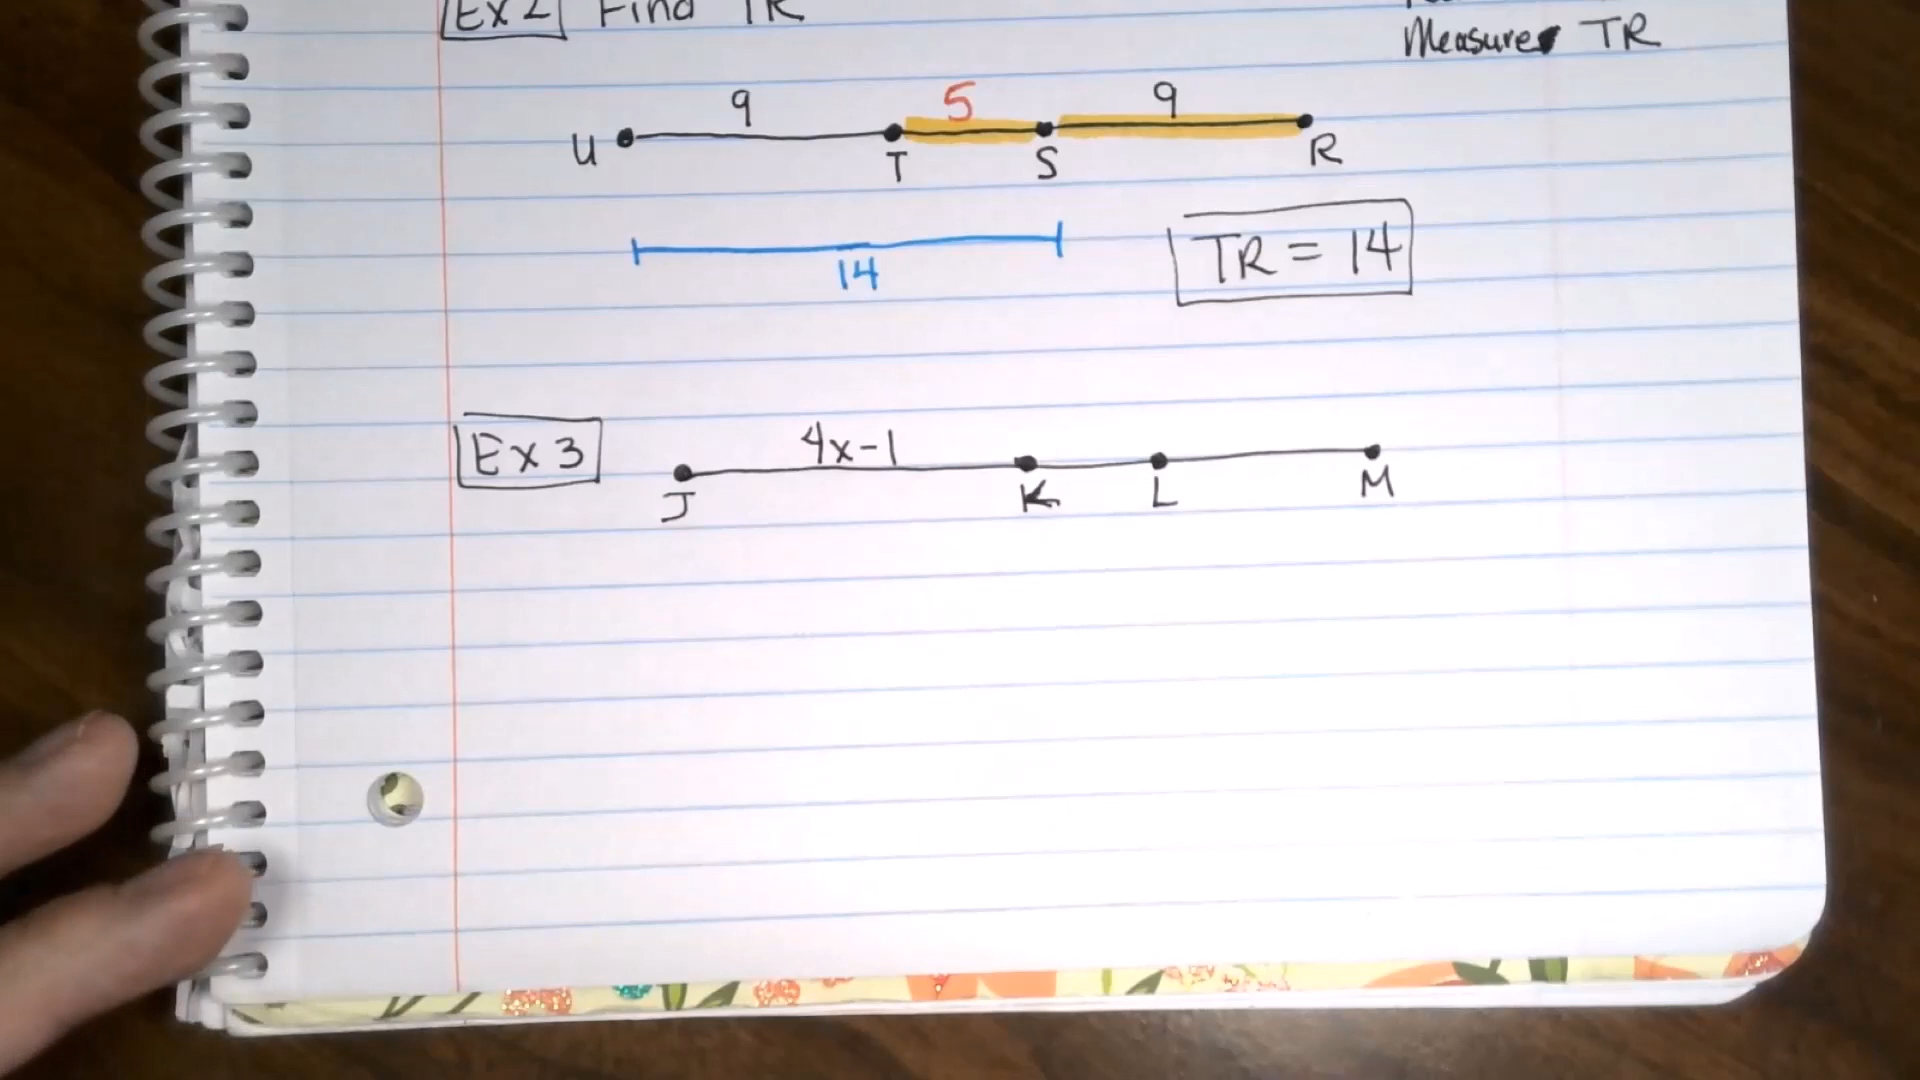 Ex 2 Find TR
Measure TR
9 5 9
U T S R
14
TR = 14
Ex 3 4x-1
J K L M